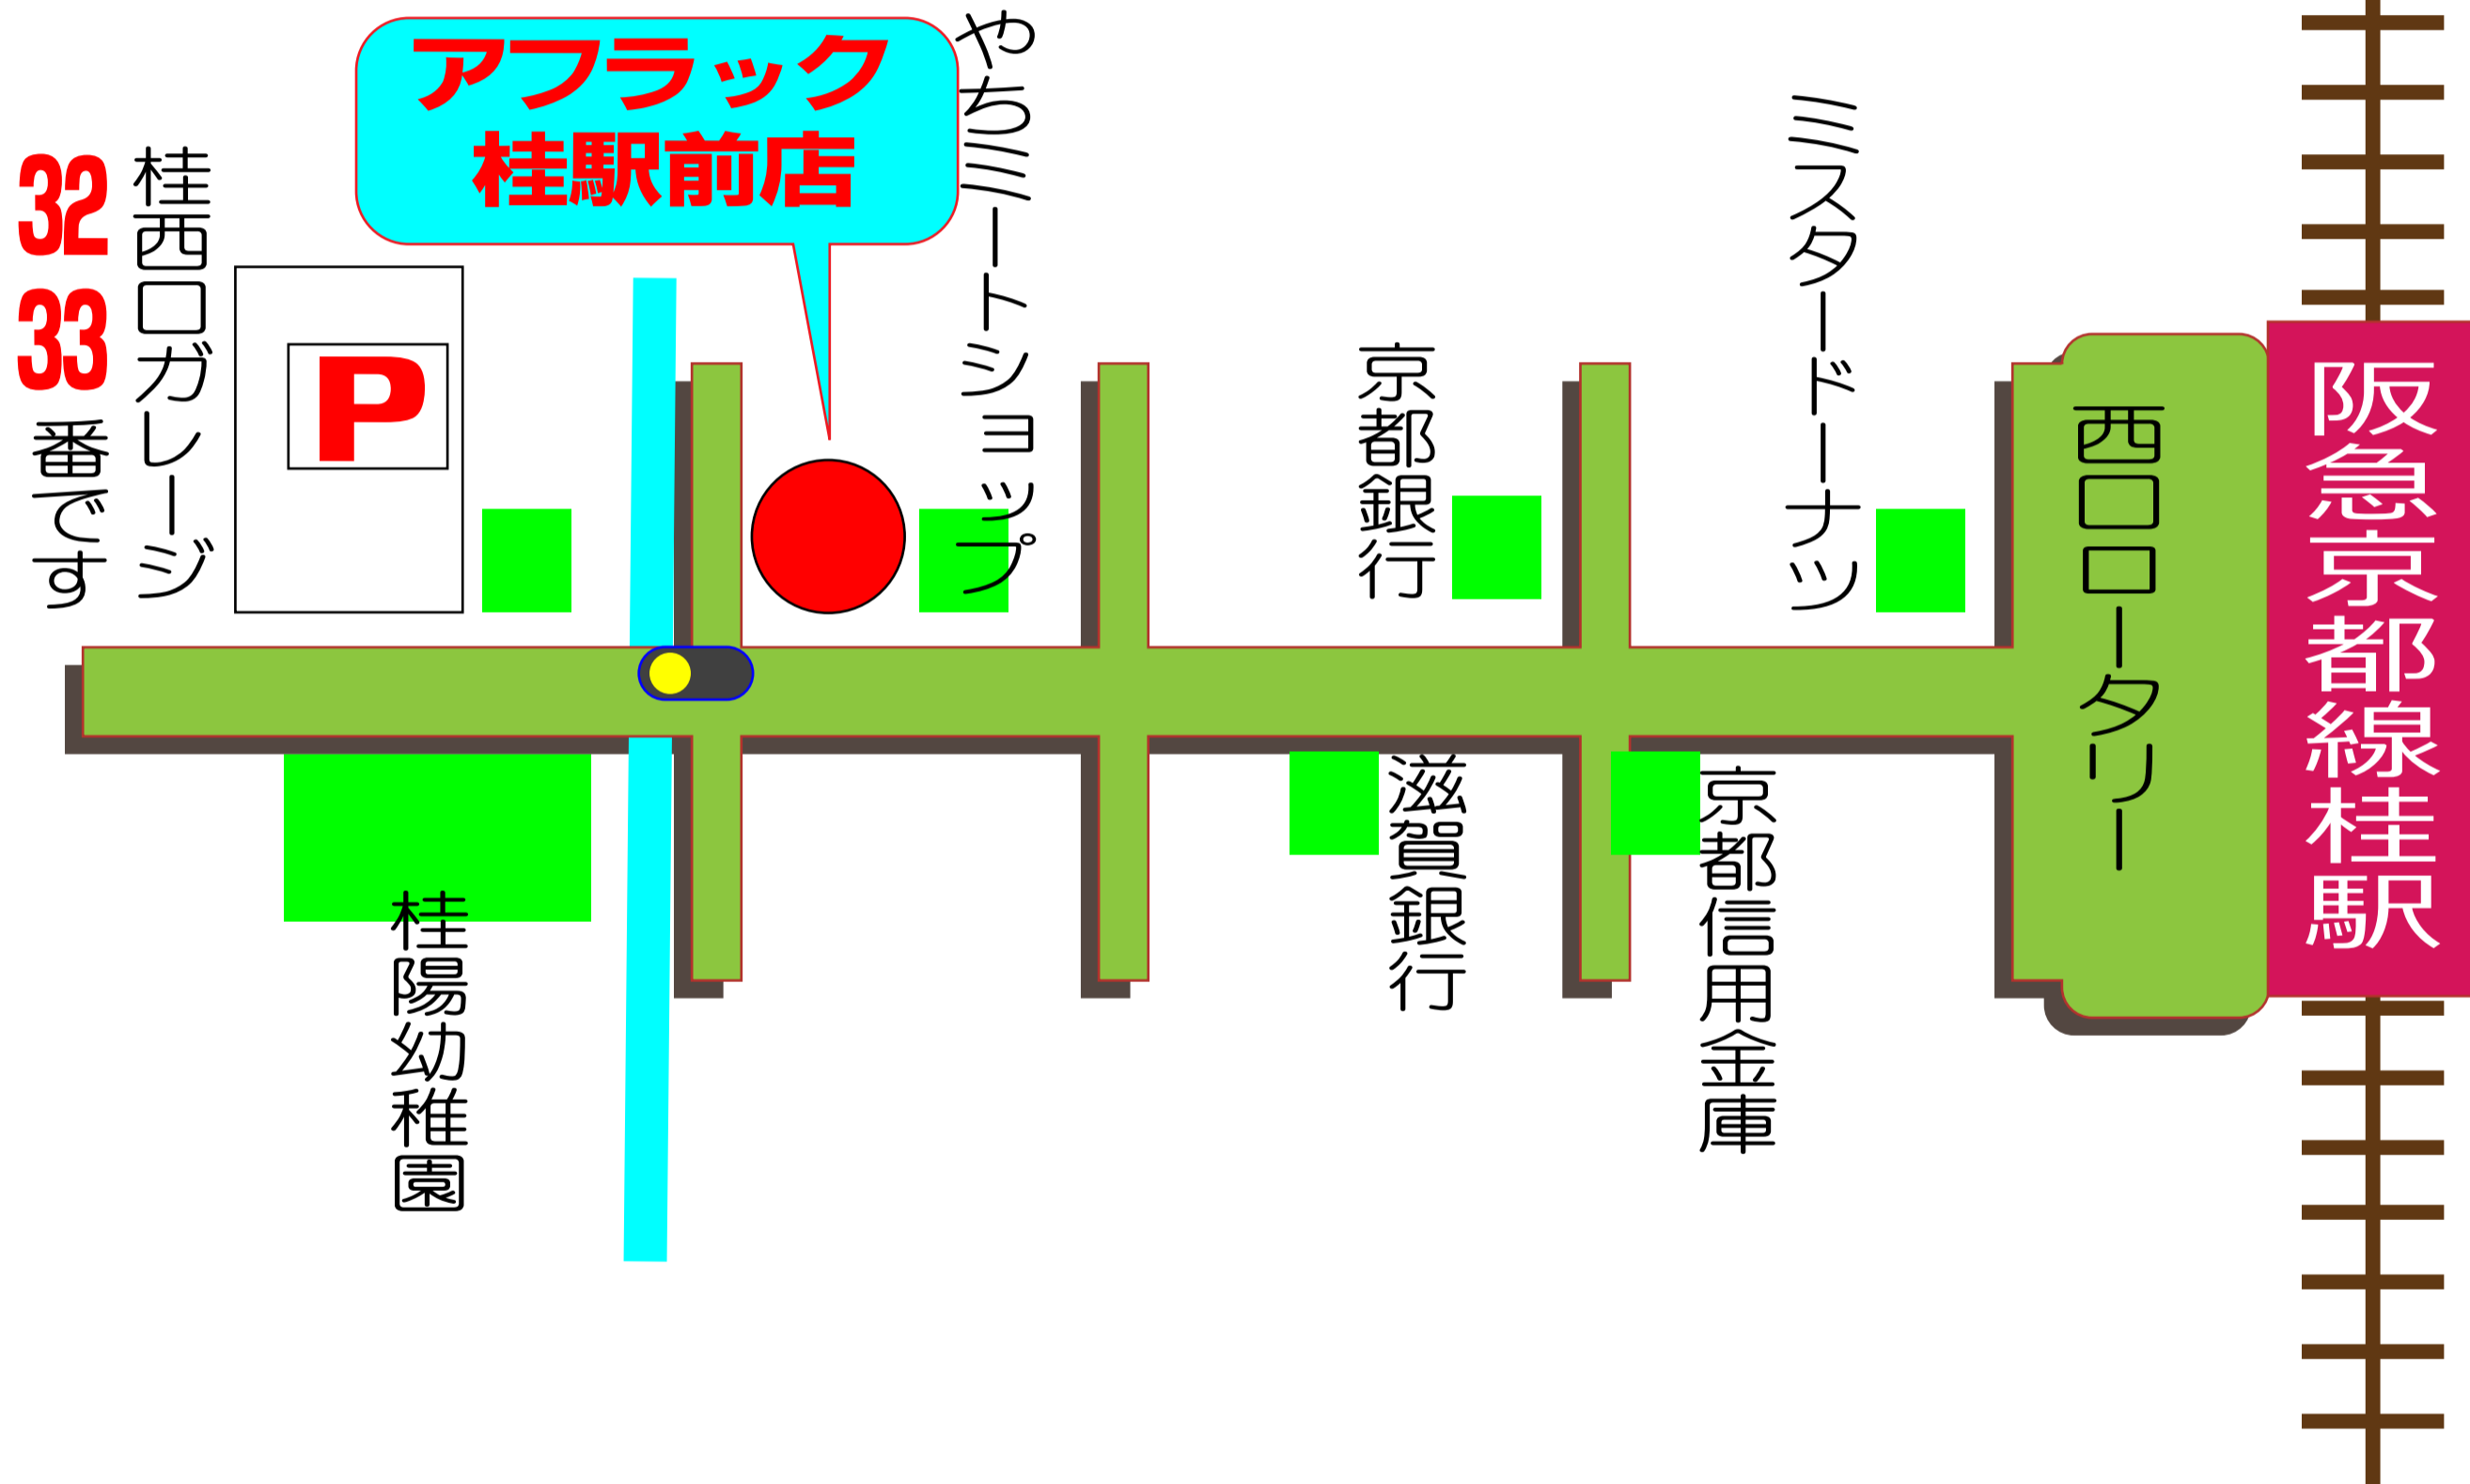 アフラック
桂駅前店
やちミートショップ
ミスタードーナツ
阪急京都線桂駅
西口ロータリー
京都銀行
桂西口ガレージ
32
33
番です
P
滋賀銀行
京都信用金庫
桂陽幼稚園